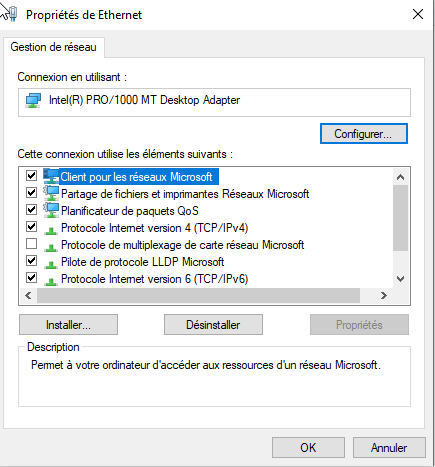 Propriétés de Ethernet
Gestion de réseau
Connexion en utilisant :
Intel(R) PRO/1000 MT Desktop Adapter
Configurer...
Cette connexion utilise les éléments suivants :
Client pour les réseaux Microsoft
Partage de fichiers et imprimantes Réseaux Microsoft
Planificateur de paquets QoS
Protocole Internet version 4 (TCP/IPv4)
Protocole de multiplexage de carte réseau Microsoft
Pilote de protocole LLDP Microsoft
Protocole Internet version 6 (TCP/IPv6)
Installer... Désinstaller Propriétés
Description
Permet à votre ordinateur d'accéder aux ressources d'un réseau Microsoft.
OK Annuler